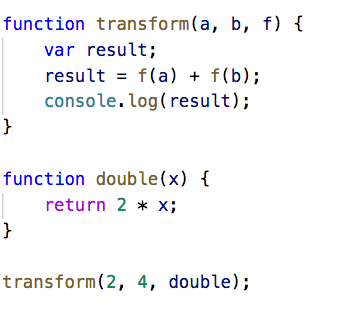 function transform(a, b, f) {
    var result;
    result = f(a) + f(b);
    console.log(result);
}

function double(x) {
    return 2 * x;
}

transform(2, 4, double);